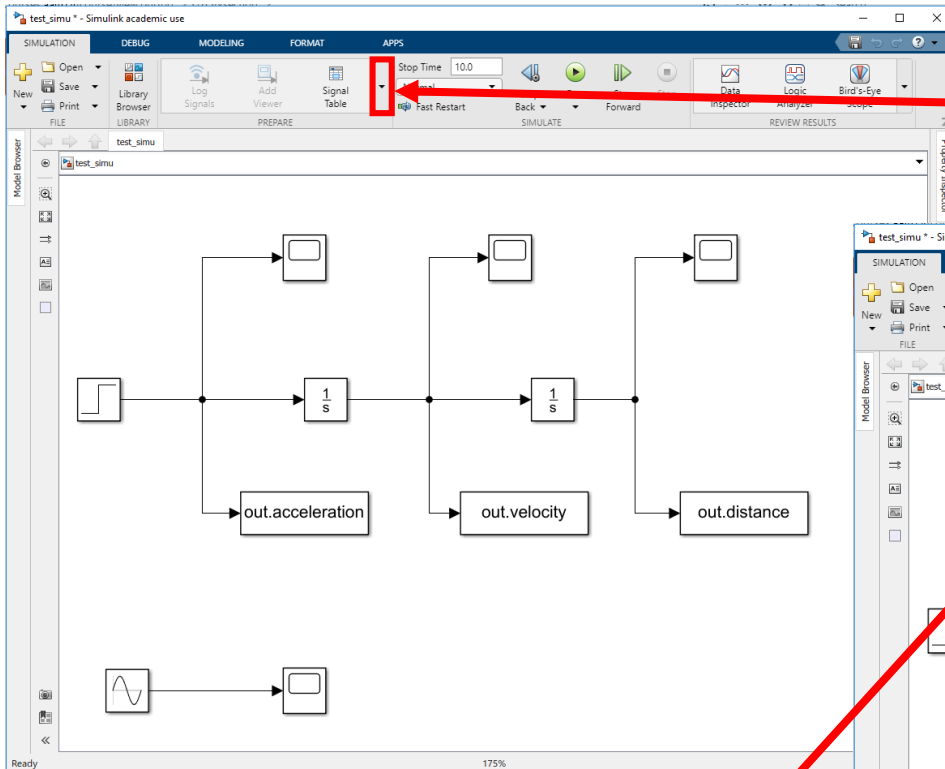 test_simu * - Simulink academic use
SIMULATION DEBUG MODELING FORMAT APPS
New
Open
Save
Print
FILE
Library
Browser
LIBRARY
Log
Signals
Add
Viewer
Signal
Table
PREPARE
Stop Time 10.0
Fast Restart
Back
Forward
SIMULATE
Data
Inspector
Logic
Analyzer
Bird's-Eye
Scope
REVIEW RESULTS
test_simu
Model Browser
test_simu
1
s
1
s
out.acceleration
out.velocity
out.distance
Ready
175%
test_simu * - Si
SIMULATION
New
Open
Save
Print
FILE
Model Browser
test_